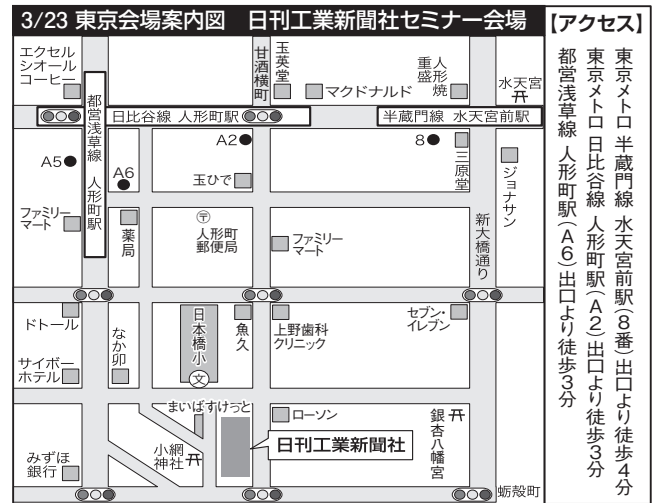 3/23 東京会場案内図　日刊工業新聞社セミナー会場
【アクセス】
東京メトロ 半蔵門線 水天宮前駅（8番）出口より徒歩4分
東京メトロ 日比谷線 人形町駅（A2）出口より徒歩3分
都営浅草線 人形町駅（A6）出口より徒歩3分
エクセル
シオール
コーヒー
甘酒横町
玉英堂
マクドナルド
重盛
人形焼
水天宮
都営浅草線 人形町駅
日比谷線 人形町駅
半蔵門線 水天宮前駅
A5
A6
A2
8
玉ひで
三原堂
ジョナサン
ファミリー
マート
薬局
〒
人形町
郵便局
ファミリー
マート
新大橋通り
ドトール
なか卯
日本橋小
文
魚久
上野歯科
クリニック
セブン-
イレブン
サイボー
ホテル
まいばすけっと
ローソン
銀杏八幡宮
小網
神社
日刊工業新聞社
みずほ
銀行
蛎殻町